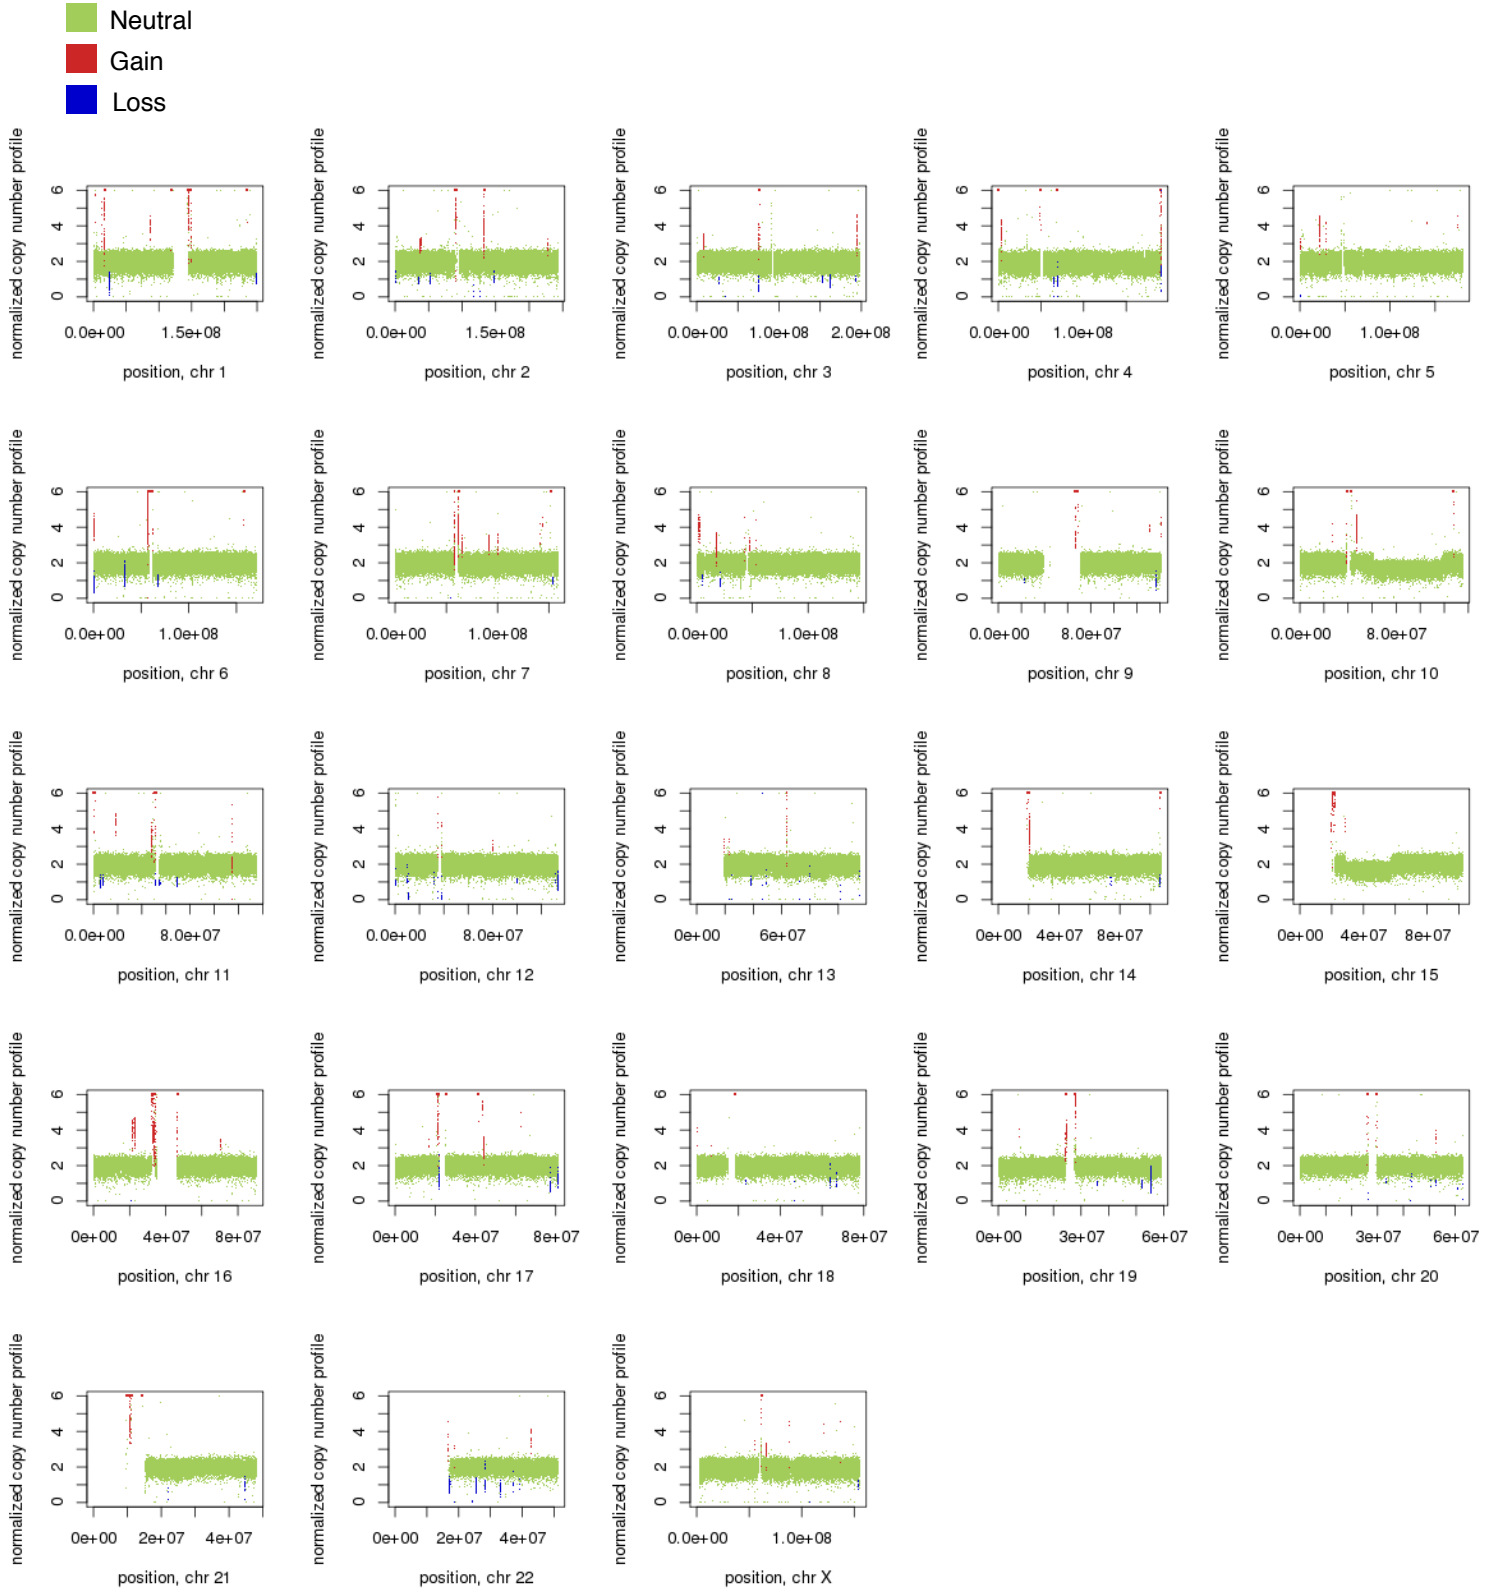 Neutral
Gain
Loss
normalized copy number profile
6
4
2
0
0.0e+00 1.5e+08
position, chr 1
normalized copy number profile
6
4
2
0
0.0e+00 1.5e+08
position, chr 2
normalized copy number profile
6
4
2
0
0.0e+00 1.0e+08 2.0e+08
position, chr 3
normalized copy number profile
6
4
2
0
0.0e+00 1.0e+08
position, chr 4
normalized copy number profile
6
4
2
0
0.0e+00 1.0e+08
position, chr 5
normalized copy number profile
6
4
2
0
0.0e+00 1.0e+08
position, chr 6
normalized copy number profile
6
4
2
0
0.0e+00 1.0e+08
position, chr 7
normalized copy number profile
6
4
2
0
0.0e+00 1.0e+08
position, chr 8
normalized copy number profile
6
4
2
0
0.0e+00 8.0e+07
position, chr 9
normalized copy number profile
6
4
2
0
0.0e+00 8.0e+07
position, chr 10
normalized copy number profile
6
4
2
0
0.0e+00 8.0e+07
position, chr 11
normalized copy number profile
6
4
2
0
0.0e+00 8.0e+07
position, chr 12
normalized copy number profile
6
4
2
0
0e+00 6e+07
position, chr 13
normalized copy number profile
6
4
2
0
0e+00 4e+07 8e+07
position, chr 14
normalized copy number profile
6
4
2
0
0e+00 4e+07 8e+07
position, chr 15
normalized copy number profile
6
4
2
0
0e+00 4e+07 8e+07
position, chr 16
normalized copy number profile
6
4
2
0
0e+00 4e+07 8e+07
position, chr 17
normalized copy number profile
6
4
2
0
0e+00 4e+07 8e+07
position, chr 18
normalized copy number profile
6
4
2
0
0e+00 3e+07 6e+07
position, chr 19
normalized copy number profile
6
4
2
0
0e+00 3e+07 6e+07
position, chr 20
normalized copy number profile
6
4
2
0
0e+00 2e+07 4e+07
position, chr 21
normalized copy number profile
6
4
2
0
0e+00 2e+07 4e+07
position, chr 22
normalized copy number profile
6
4
2
0
0.0e+00 1.0e+08
position, chr X